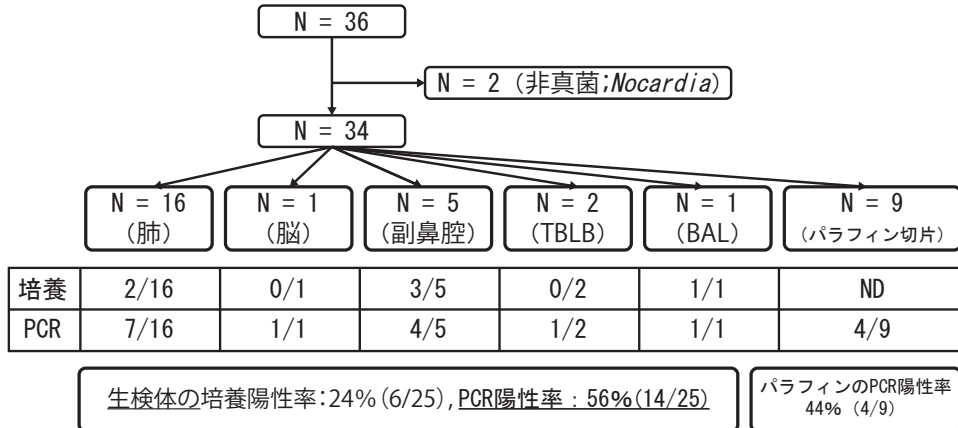 N = 36
N = 2 (非真菌;Nocardia)
N = 34
N = 16 N = 1 N = 5 N = 2 N = 1 N = 9
(肺) (脳) (副鼻腔) (TBLB) (BAL) (パラフィン切片)
培養 2/16 0/1 3/5 0/2 1/1 ND
PCR 7/16 1/1 4/5 1/2 1/1 4/9
生検体の培養陽性率:24%(6/25), PCR陽性率:56%(14/25)
パラフィンのPCR陽性率
44% (4/9)